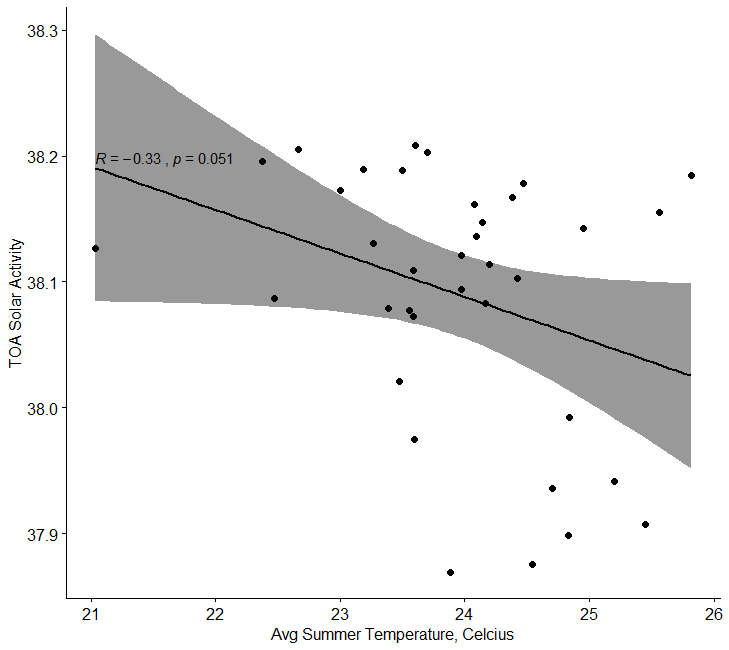 38.3
38.2
R = −0.33 , p = 0.051
38.1
38.0
37.9
TOA Solar Activity
21 22 23 24 25 26
Avg Summer Temperature, Celcius